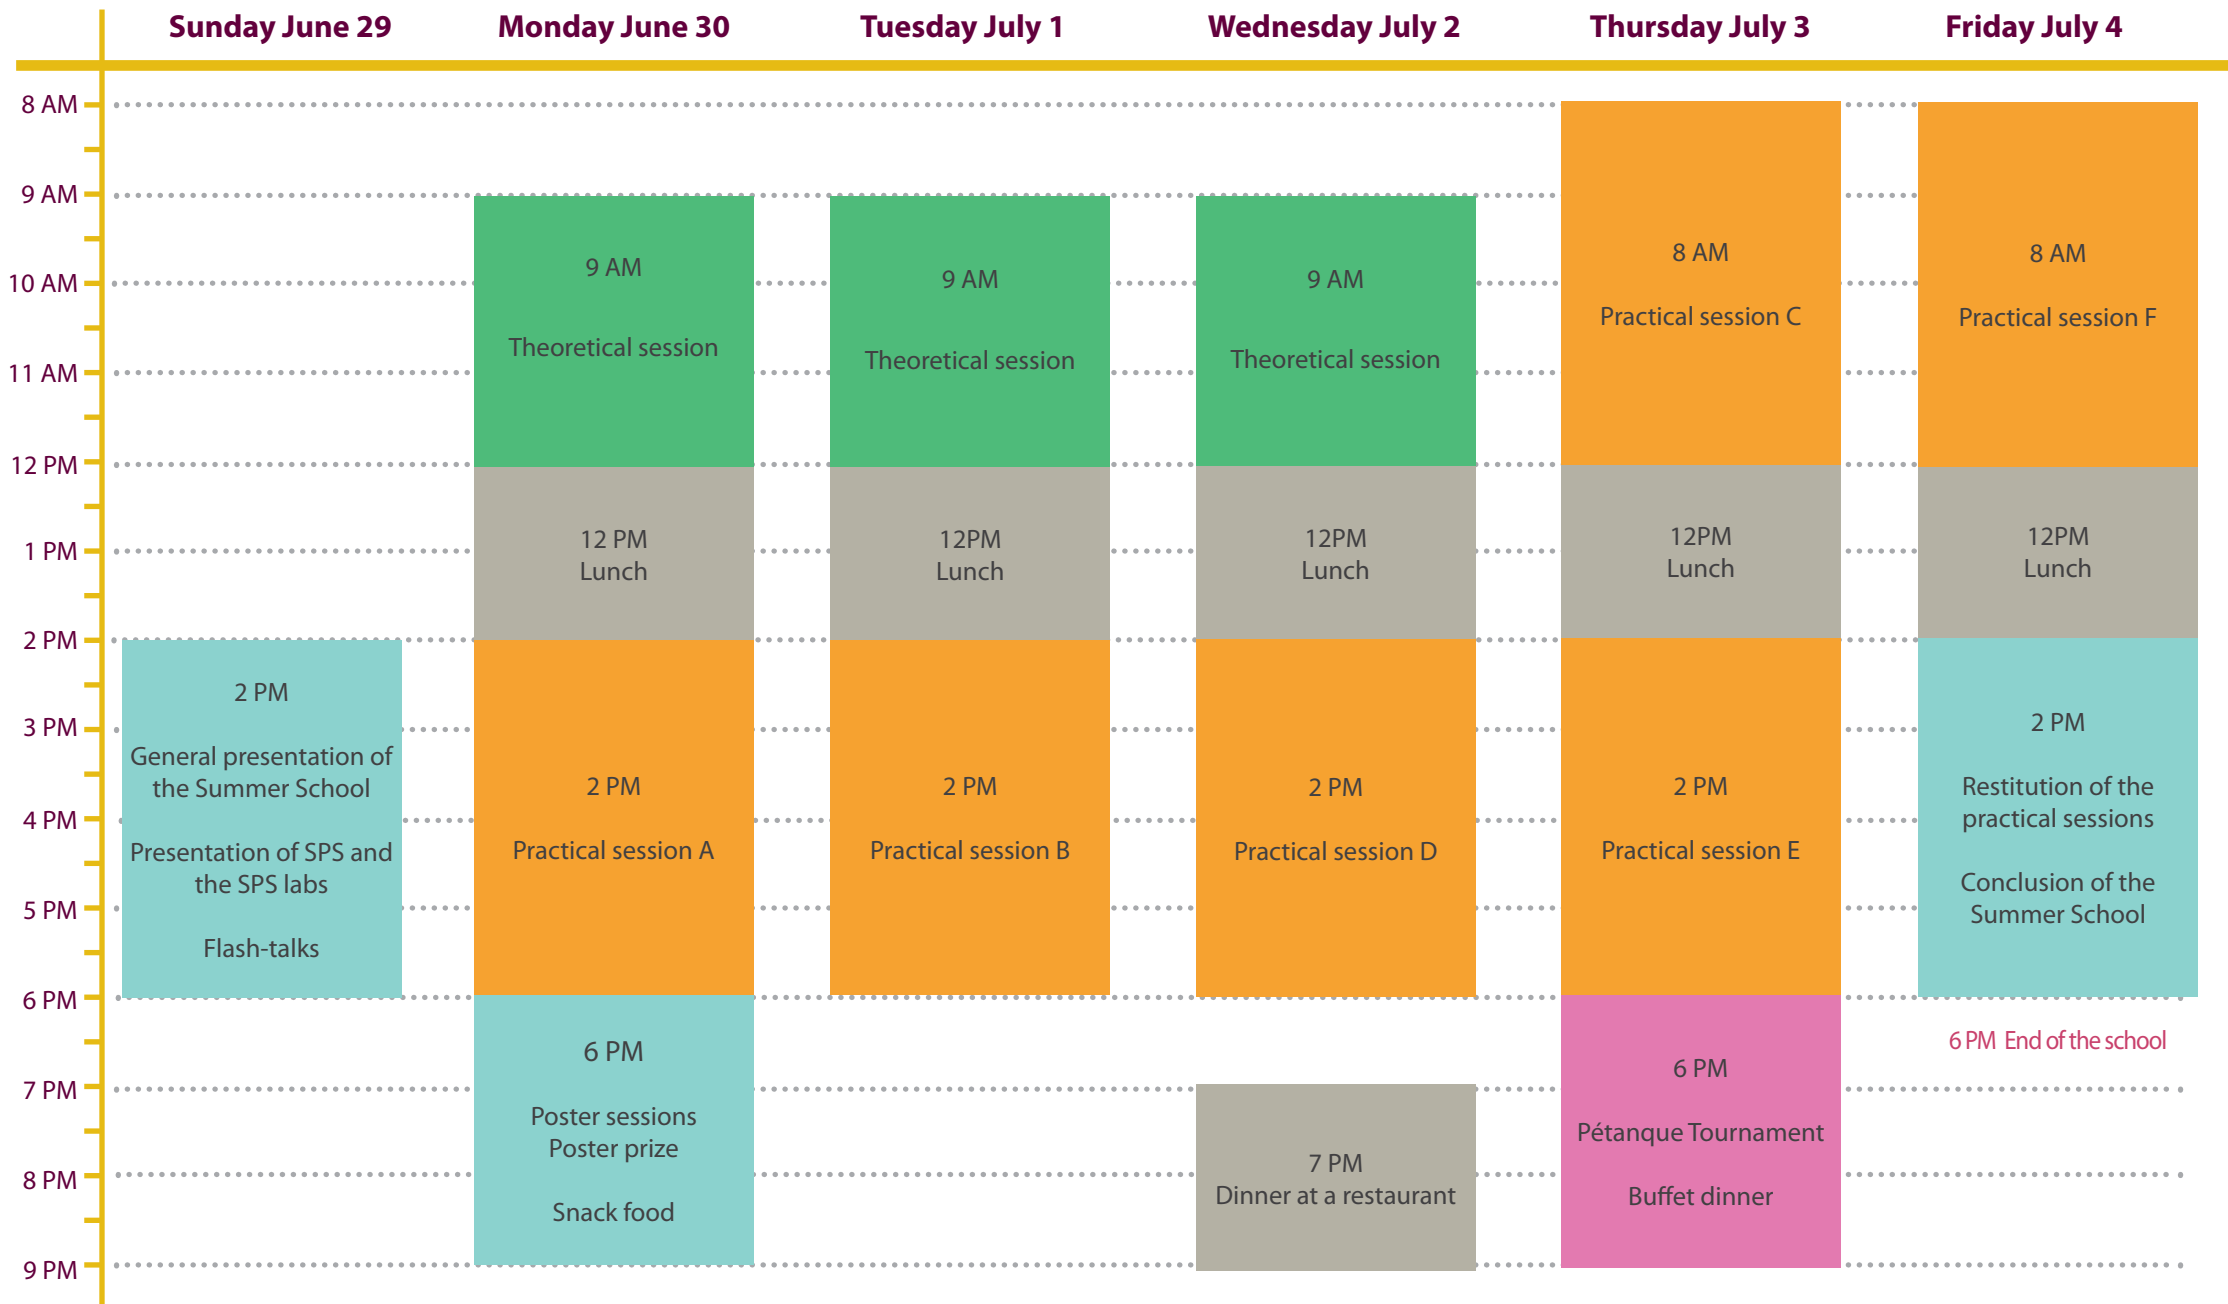 Sunday June 29
Monday June 30
Tuesday July 1
Wednesday July 2
Thursday July 3
Friday July 4
8 AM
9 AM
10 AM
11 AM
12 PM
1 PM
2 PM
3 PM
4 PM
5 PM
6 PM
7 PM
8 PM
9 PM
2 PM
General presentation of
the Summer School
Presentation of SPS and
the SPS labs
Flash-talks
9 AM
Theoretical session
12 PM
Lunch
2 PM
Practical session A
6 PM
Poster sessions
Poster prize
Snack food
9 AM
Theoretical session
12PM
Lunch
2 PM
Practical session B
9 AM
Theoretical session
12PM
Lunch
2 PM
Practical session D
7 PM
Dinner at a restaurant
8 AM
Practical session C
12PM
Lunch
2 PM
Practical session E
6 PM
Pétanque Tournament
Buffet dinner
8 AM
Practical session F
12PM
Lunch
2 PM
Restitution of the
practical sessions
Conclusion of the
Summer School
6 PM End of the school